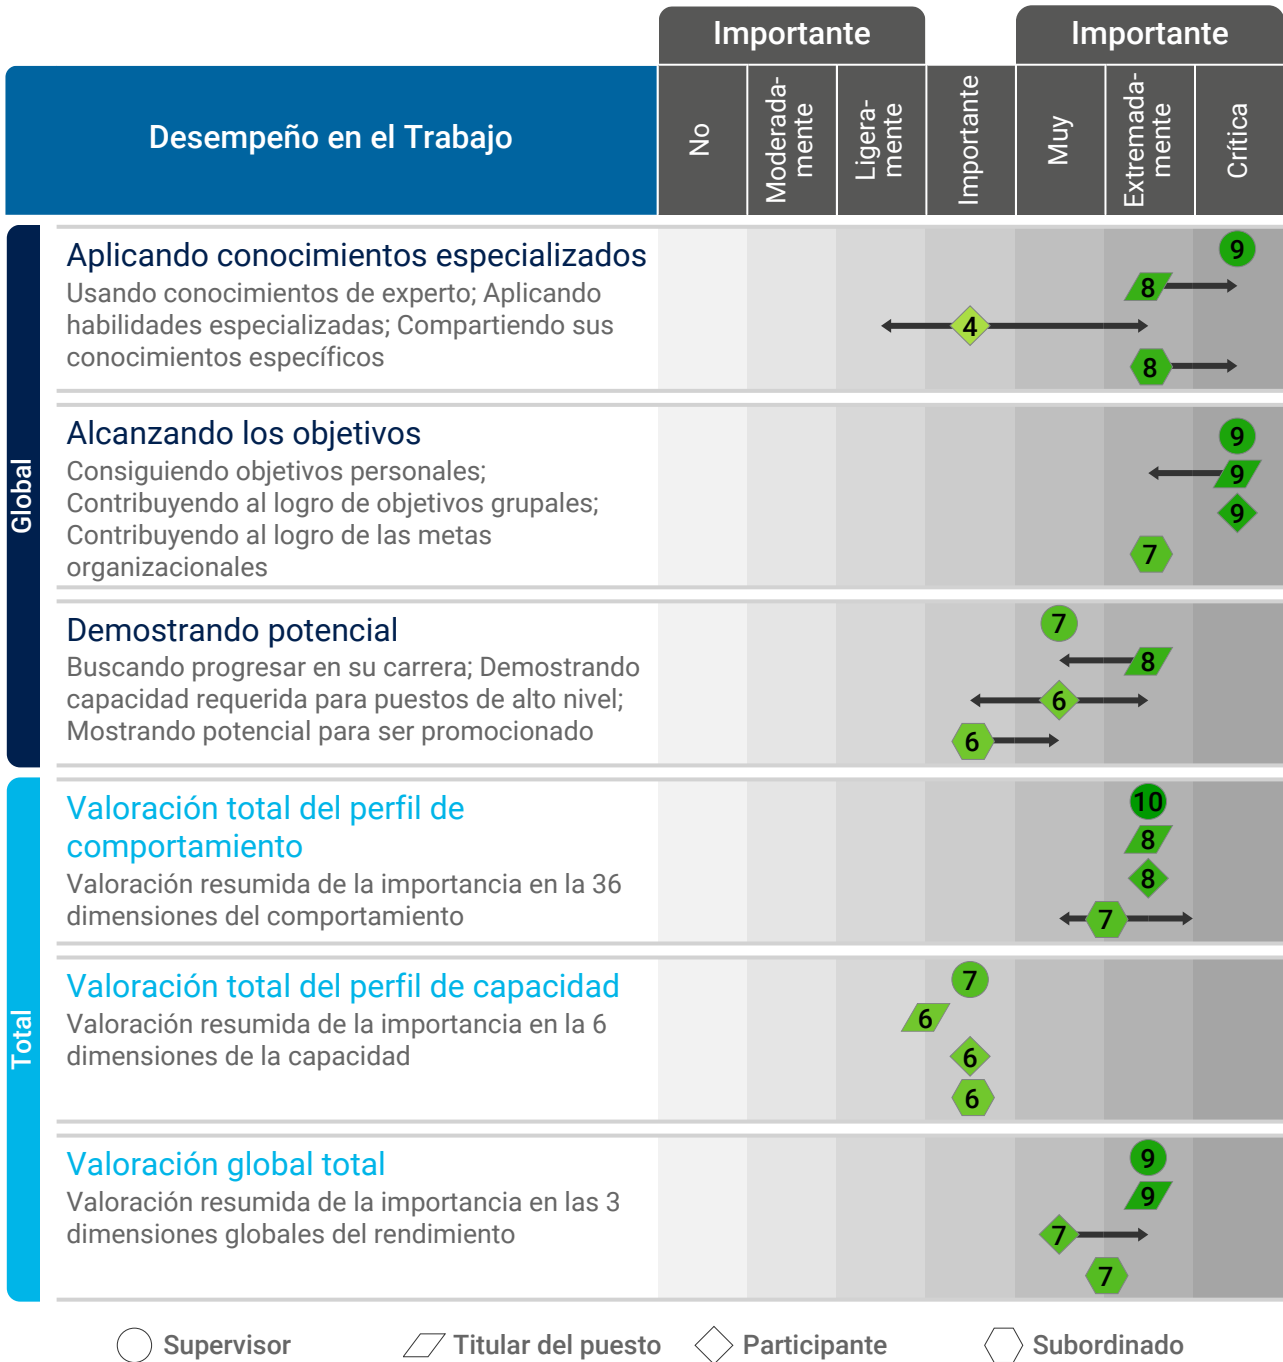 Importante
Importante
Desempeño en el Trabajo
No
Moderada-
mente
Ligera-
mente
Importante
Muy
Extremada-
mente
Crítica
Global
Aplicando conocimientos especializados
Usando conocimientos de experto; Aplicando
habilidades especializadas; Compartiendo sus
conocimientos específicos
9
8
4
8
Alcanzando los objetivos
Consiguiendo objetivos personales;
Contribuyendo al logro de objetivos grupales;
Contribuyendo al logro de las metas
organizacionales
9
9
9
7
Demostrando potencial
Buscando progresar en su carrera; Demostrando
capacidad requerida para puestos de alto nivel;
Mostrando potencial para ser promocionado
7
8
6
6
Total
Valoración total del perfil de
comportamiento
Valoración resumida de la importancia en la 36
dimensiones del comportamiento
10
8
8
7
Valoración total del perfil de capacidad
Valoración resumida de la importancia en la 6
dimensiones de la capacidad
7
6
6
6
Valoración global total
Valoración resumida de la importancia en las 3
dimensiones globales del rendimiento
9
9
7
7
Supervisor
Titular del puesto
Participante
Subordinado